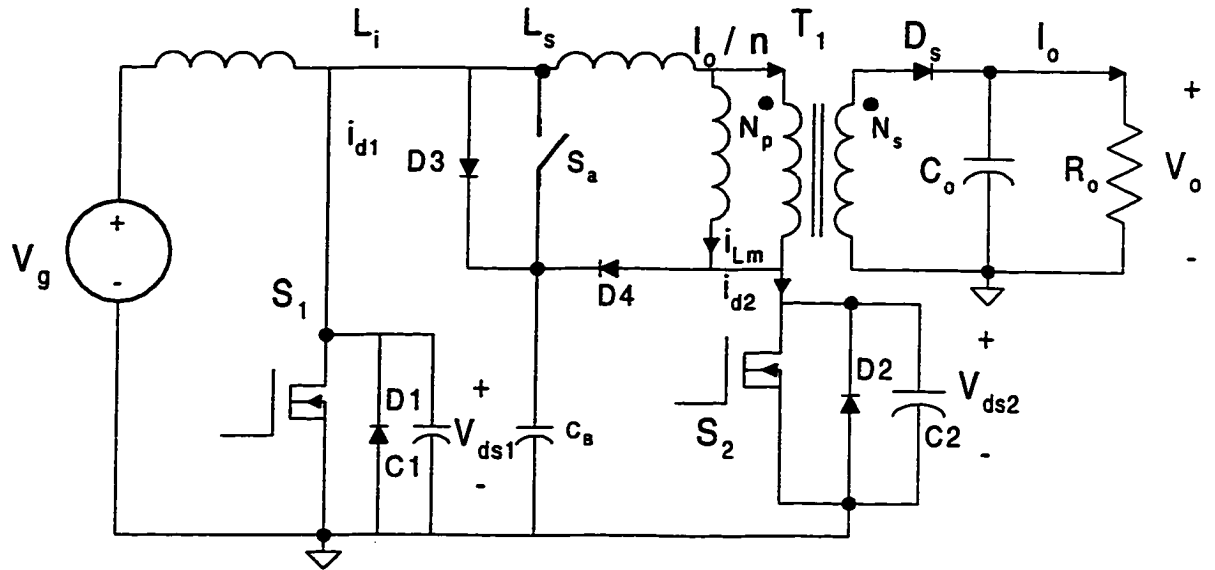 L_i
L_s
I_o / n
T_1
D_s
I_o
+
i_d1
D3
S_a
N_p
N_s
C_o
R_o
V_o
+
V_g
-
i_Lm
-
D4
i_d2
S_1
+
D2
V_ds2
D1
+
S_2
C2
V_ds1
C_B
C1
-
-